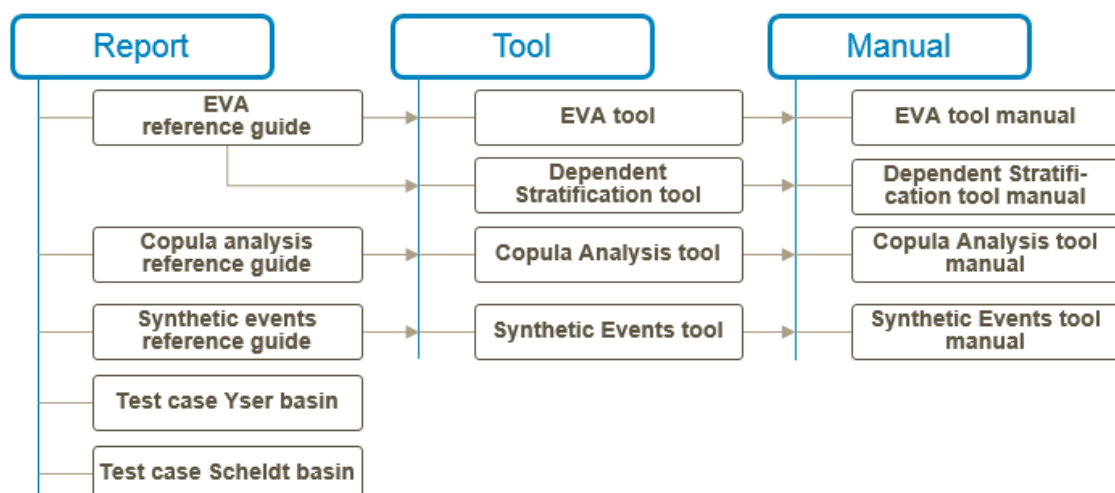 Report
Tool
Manual
EVA
reference guide
EVA tool
EVA tool manual
Dependent
Stratification tool
Dependent Stratifi-
cation tool manual
Copula analysis
reference guide
Copula Analysis tool
Copula Analysis tool
manual
Synthetic events
reference guide
Synthetic Events tool
Synthetic Events tool
manual
Test case Yser basin
Test case Scheldt basin